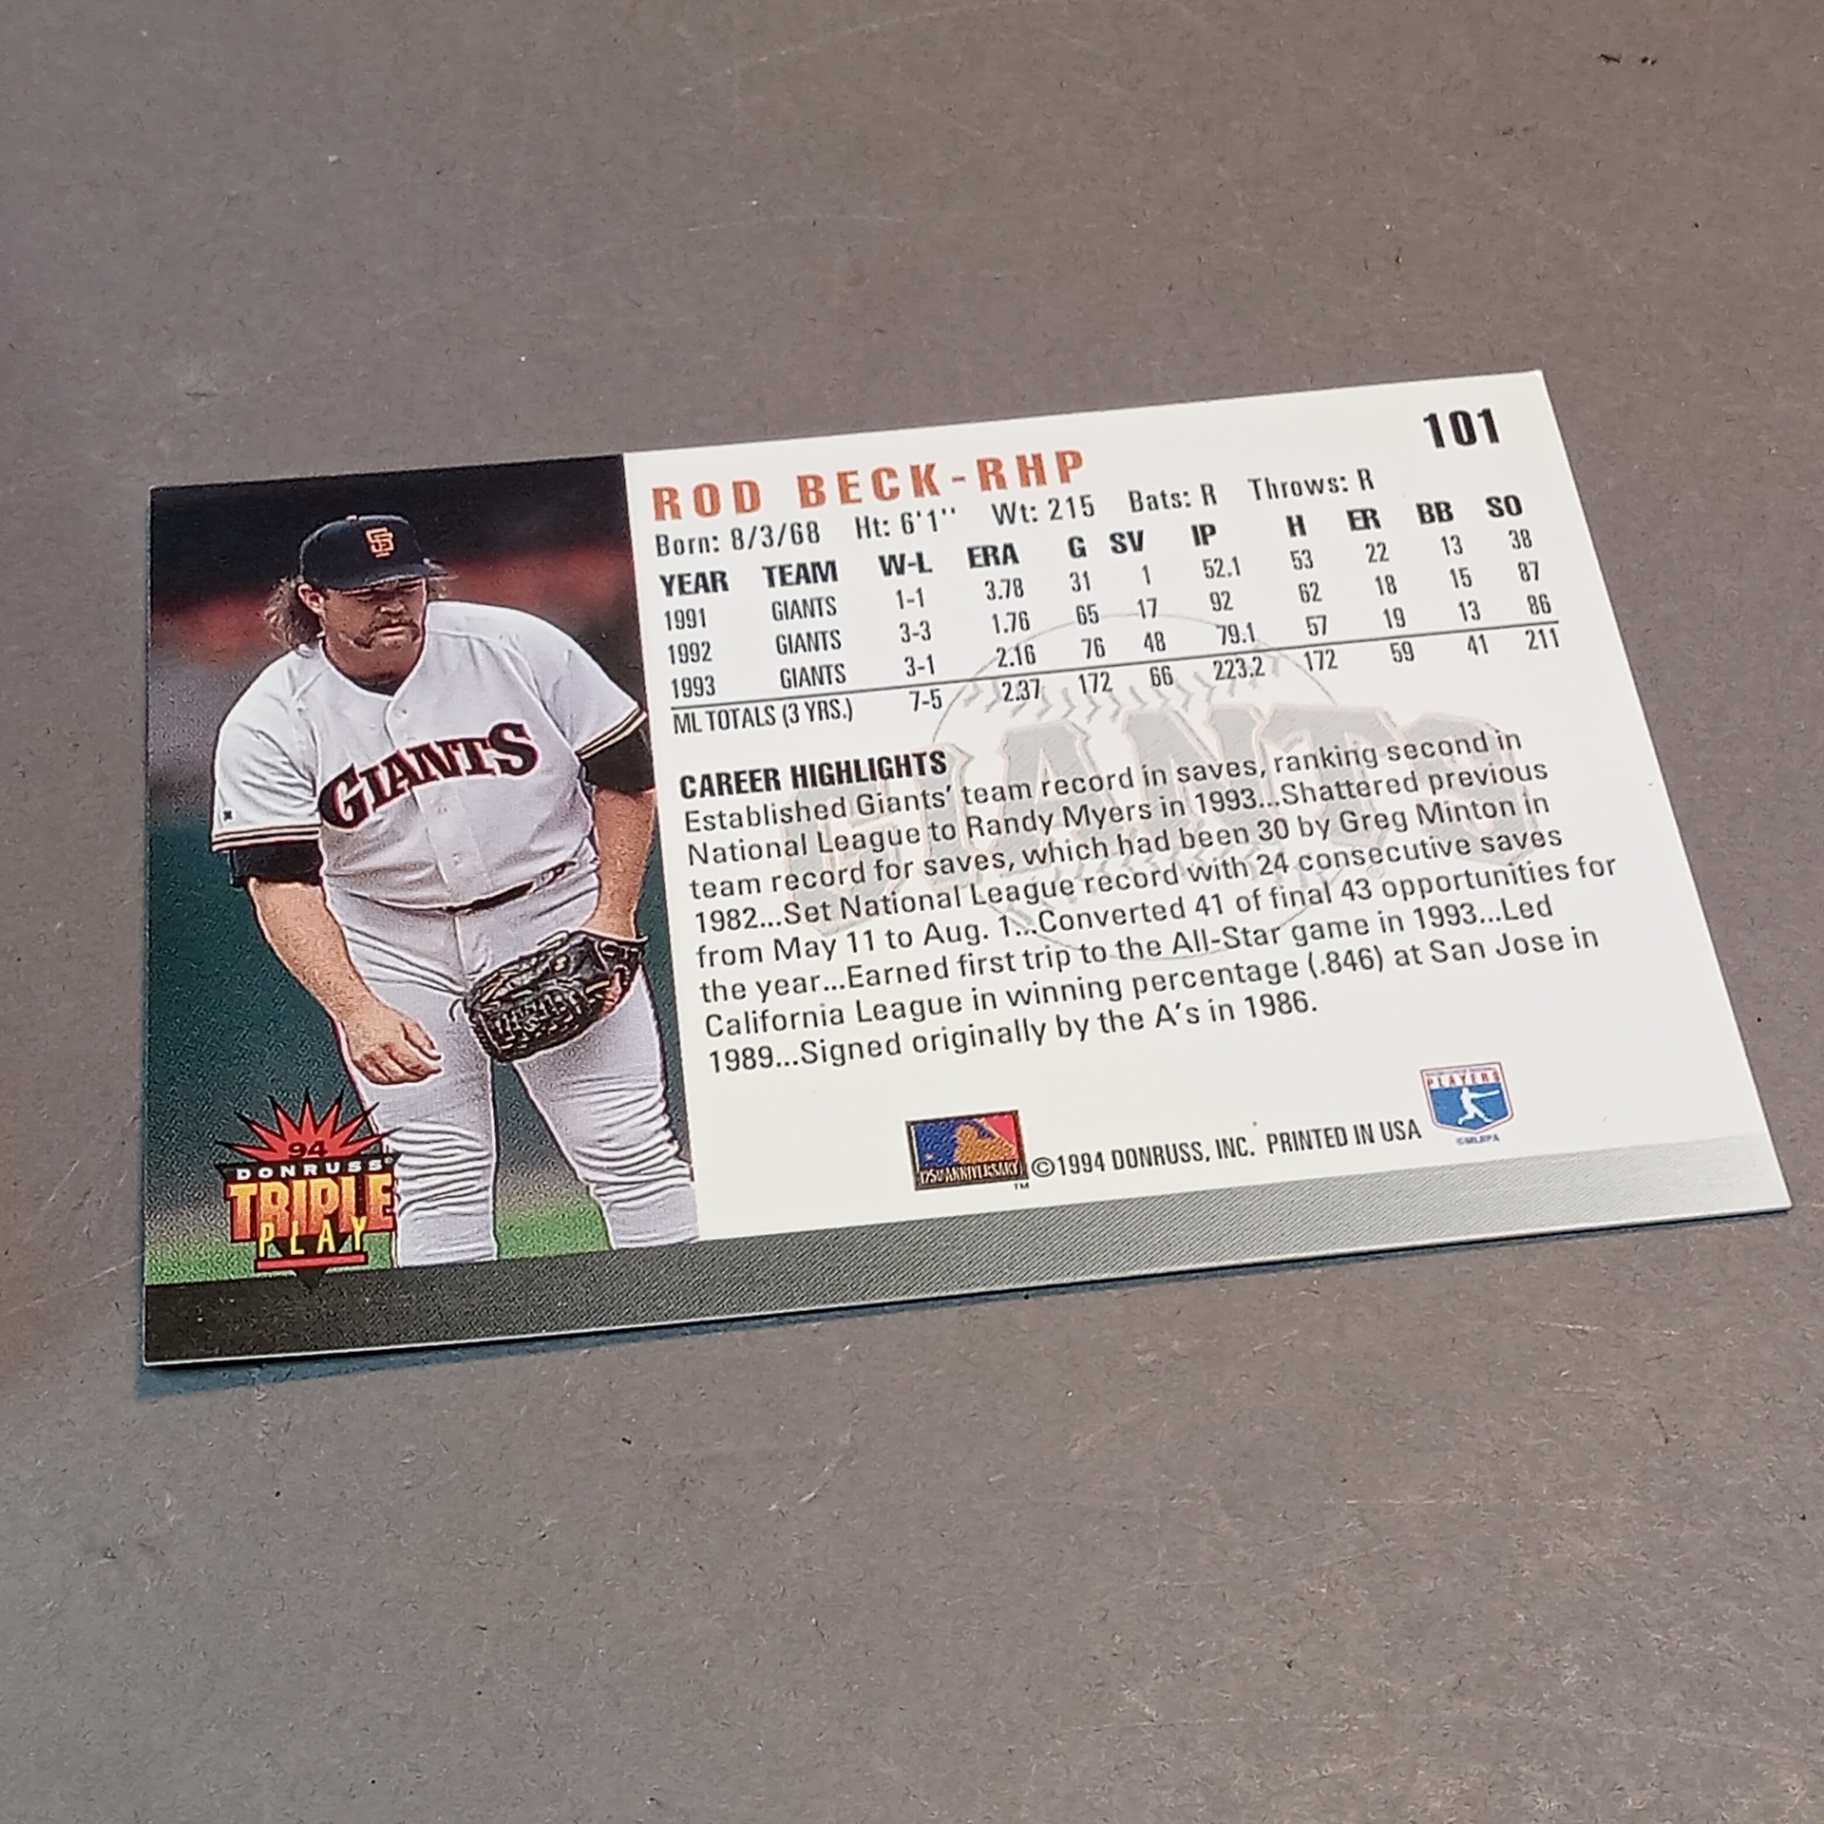 101
ROD BECK-RHP
Born: 8/3/68 Ht: 6'1'' Wt: 215 Bats: R Throws: R
YEAR TEAM W-L ERA G SV IP H ER BB SO
1991 GIANTS 1-1 3.78 31 1 52.1 53 22 13 38
1992 GIANTS 3-3 1.76 65 17 92 62 18 15 87
1993 GIANTS 3-1 2.16 76 48 79.1 57 19 13 86
ML TOTALS (3 YRS.) 7-5 2.37 172 66 223.2 172 59 41 211
CAREER HIGHLIGHTS
Established Giants' team record in saves, ranking second in
National League to Randy Myers in 1993...Shattered previous
team record for saves, which had been 30 by Greg Minton in
1982...Set National League record with 24 consecutive saves
from May 11 to Aug. 1...Converted 41 of final 43 opportunities for
the year...Earned first trip to the All-Star game in 1993...Led
California League in winning percentage (.846) at San Jose in
1989...Signed originally by the A's in 1986.
GIANTS
SF
GIANTS
94
DONRUSS®
TRIPLE
PLAY
125th ANNIVERSARY
™
©1994 DONRUSS, INC. PRINTED IN USA
PLAYERS
©MLBPA